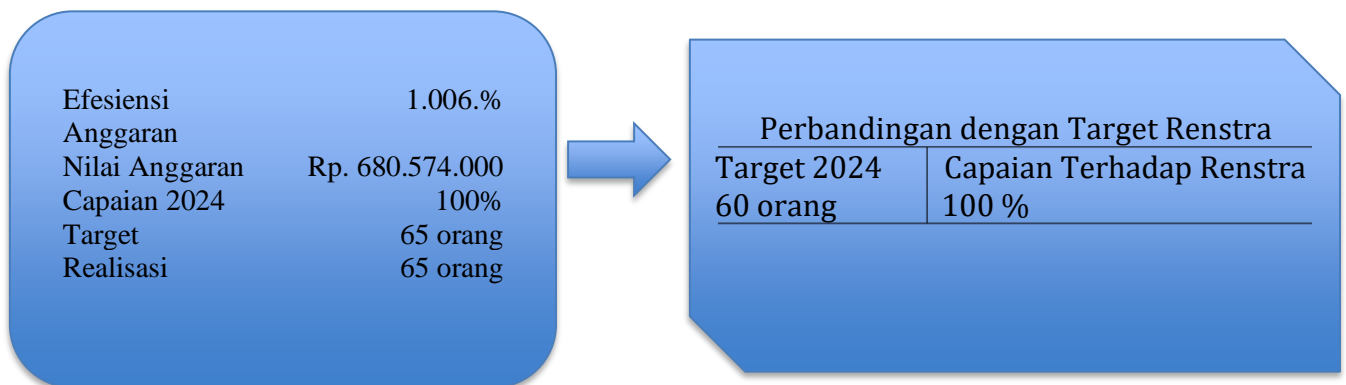 Efesiensi 1.006.%
Anggaran
Nilai Anggaran Rp. 680.574.000
Capaian 2024 100%
Target 65 orang
Realisasi 65 orang
Perbandingan dengan Target Renstra
Target 2024 Capaian Terhadap Renstra
60 orang 100 %